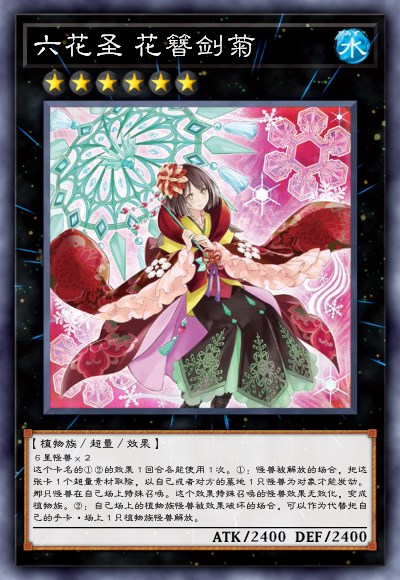 六花圣 花簪剑菊
水
【植物族／超量／效果】
６星怪兽×２
这个卡名的①②的效果１回合各能使用１次。①：怪兽被解放的场合，把这
张卡１个超量素材取除，以自己或者对方的墓地１只怪兽为对象才能发动。
那只怪兽在自己场上特殊召唤。这个效果特殊召唤的怪兽效果无效化，变成
植物族。②：自己场上的植物族怪兽被效果破坏的场合，可以作为代替把自
己的手卡·场上１只植物族怪兽解放。
ATK/2400 DEF/2400